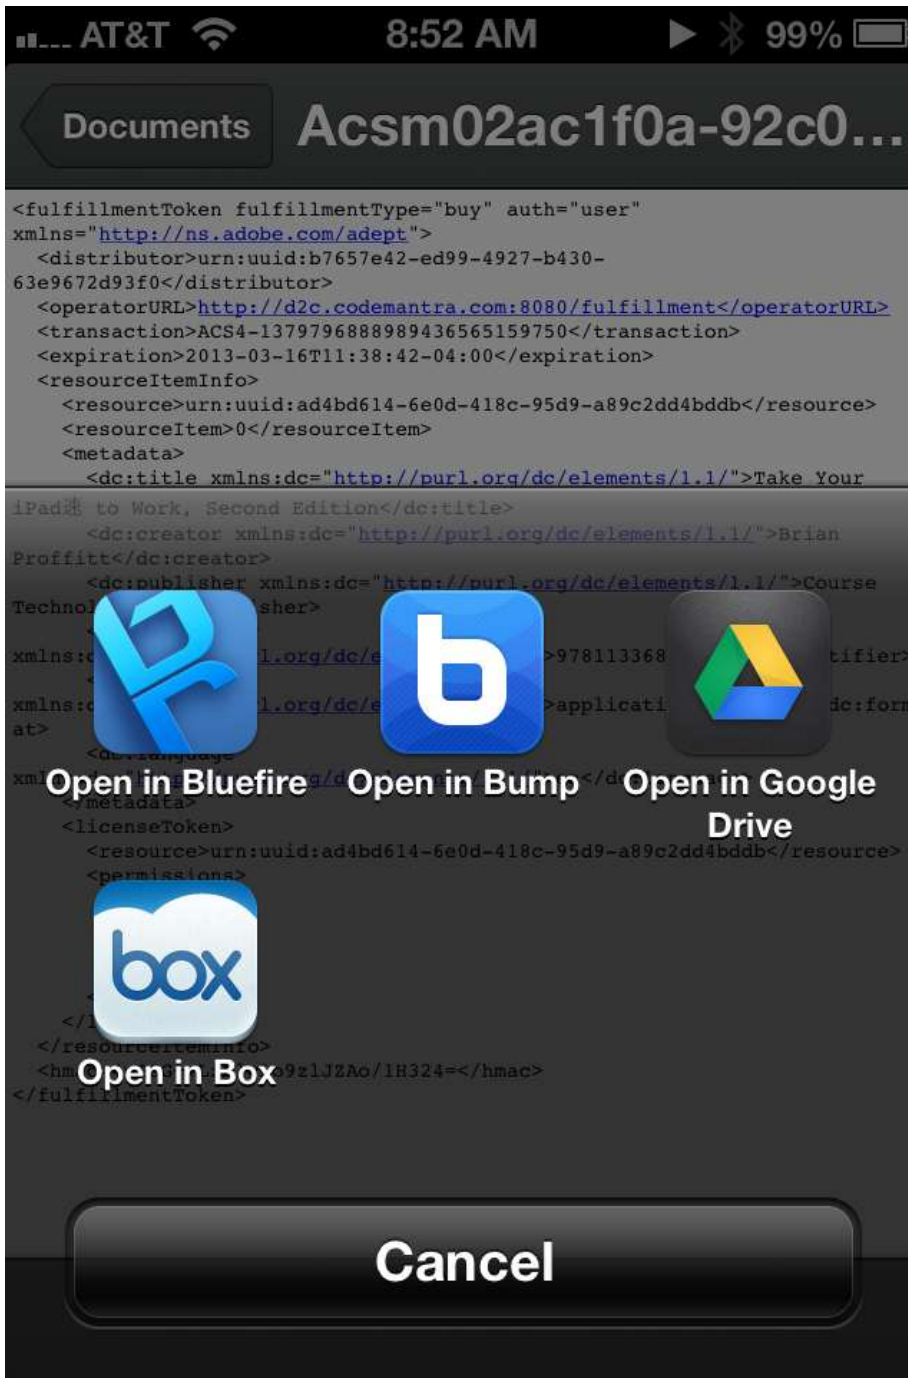 AT&T 8:52 AM 99%
Documents Acsm02ac1f0a-92c0...
<fulfillmentToken fulfillmentType="buy" auth="user"
xmlns="http://ns.adobe.com/adept">
<distributor>urn:uuid:b7657e42-ed99-4927-b430-
63e9672d93f0</distributor>
<operatorURL>http://d2c.codemantra.com:8080/fulfillment</operatorURL>
<transaction>ACS4-1379796888989436565159750</transaction>
<expiration>2013-03-16T11:38:42-04:00</expiration>
<resourceItemInfo>
<resource>urn:uuid:ad4bd614-6e0d-418c-95d9-a89c2dd4bddb</resource>
<resourceItem>0</resourceItem>
<metadata>
<dc:title xmlns:dc="http://purl.org/dc/elements/1.1/">Take Your
iPad速 to Work, Second Edition</dc:title>
<dc:creator xmlns:dc="http://purl.org/dc/elements/1.1/">Brian
Proffitt</dc:creator>
<dc:publisher xmlns:dc="http://purl.org/dc/elements/1.1/">Course
box
Open in Bluefire Open in Bump Open in Google
Drive
</metadata>
<licenseToken>
<resource>urn:uuid:ad4bd614-6e0d-418c-95d9-a89c2dd4bddb</resource>
<permissions>
</resourceItemInfo>
Open in Box
</fulfillmentToken>
Cancel